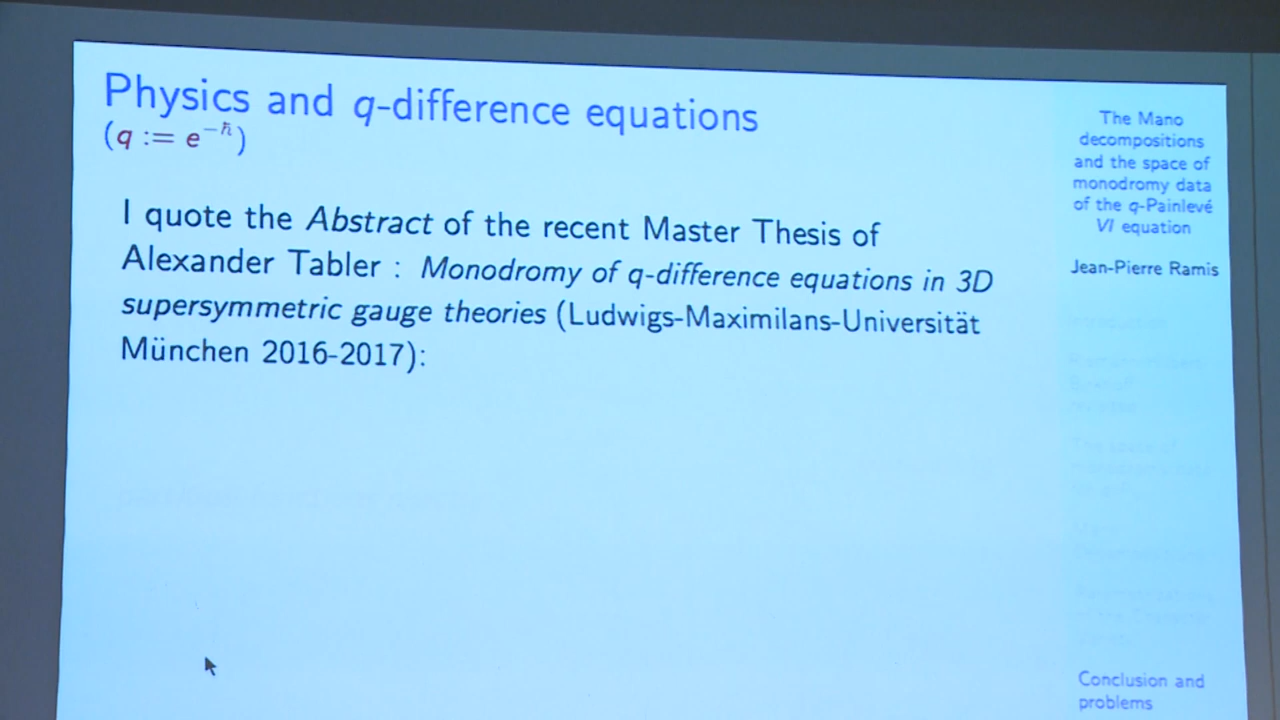 Physics and q-difference equations
(q := e^{-ℏ})
I quote the Abstract of the recent Master Thesis of
Alexander Tabler : Monodromy of q-difference equations in 3D
supersymmetric gauge theories (Ludwigs-Maximilans-Universität
München 2016-2017):
The Mano
decompositions
and the space of
monodromy data
of the q-Painlevé
VI equation
Jean-Pierre Ramis
Introduction
Conclusion and
problems